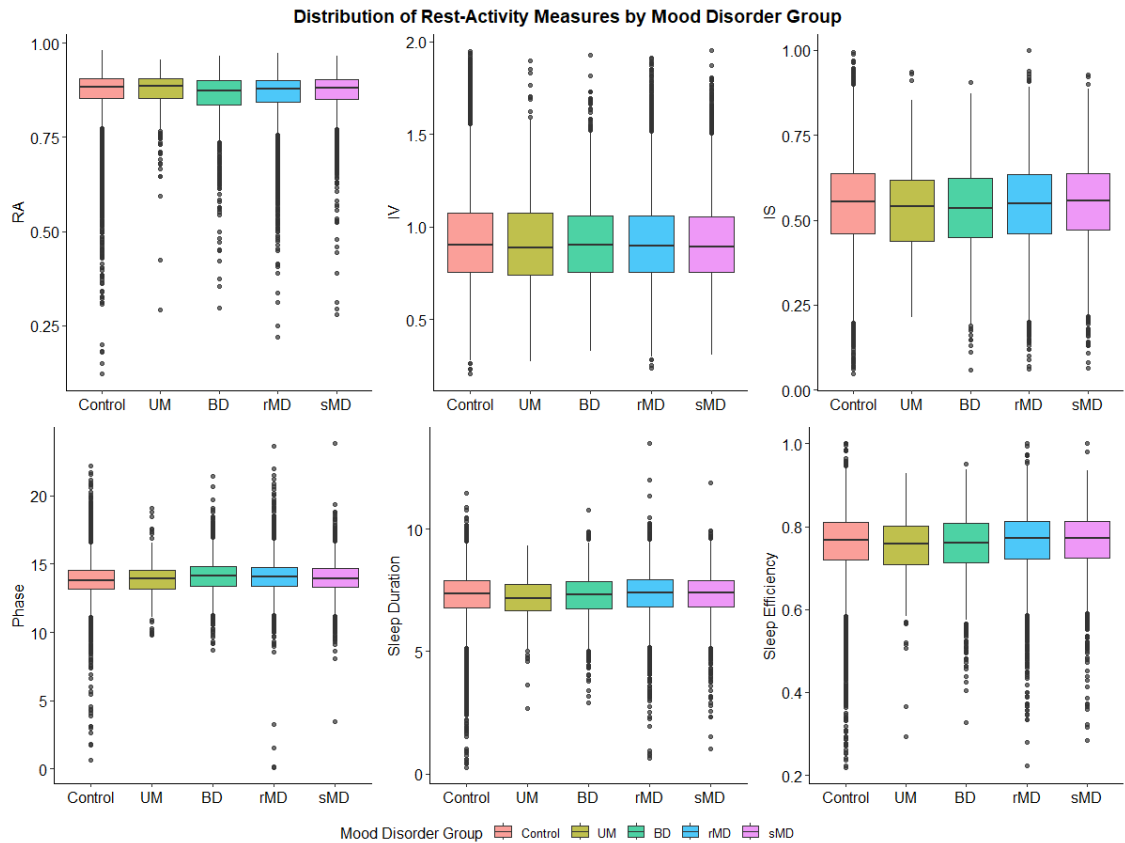 Distribution of Rest-Activity Measures by Mood Disorder Group
RA
1.00
0.75
0.50
0.25
Control UM BD rMD sMD
IV
2.0
1.5
1.0
0.5
Control UM BD rMD sMD
IS
1.00
0.75
0.50
0.25
0.00
Control UM BD rMD sMD
Phase
20
15
10
5
0
Control UM BD rMD sMD
Sleep Duration
10
5
0
Control UM BD rMD sMD
Sleep Efficiency
1.0
0.8
0.6
0.4
0.2
Control UM BD rMD sMD
Mood Disorder Group Control UM BD rMD sMD